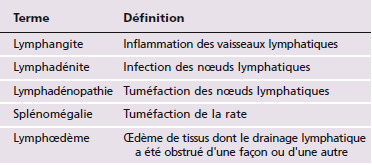 Terme Définition
Lymphangite Inflammation des vaisseaux lymphatiques
Lymphadénite Infection des nœuds lymphatiques
Lymphadénopathie Tuméfaction des nœuds lymphatiques
Splénomégalie Tuméfaction de la rate
Lymphœdème Œdème de tissus dont le drainage lymphatique
a été obstrué d'une façon ou d'une autre